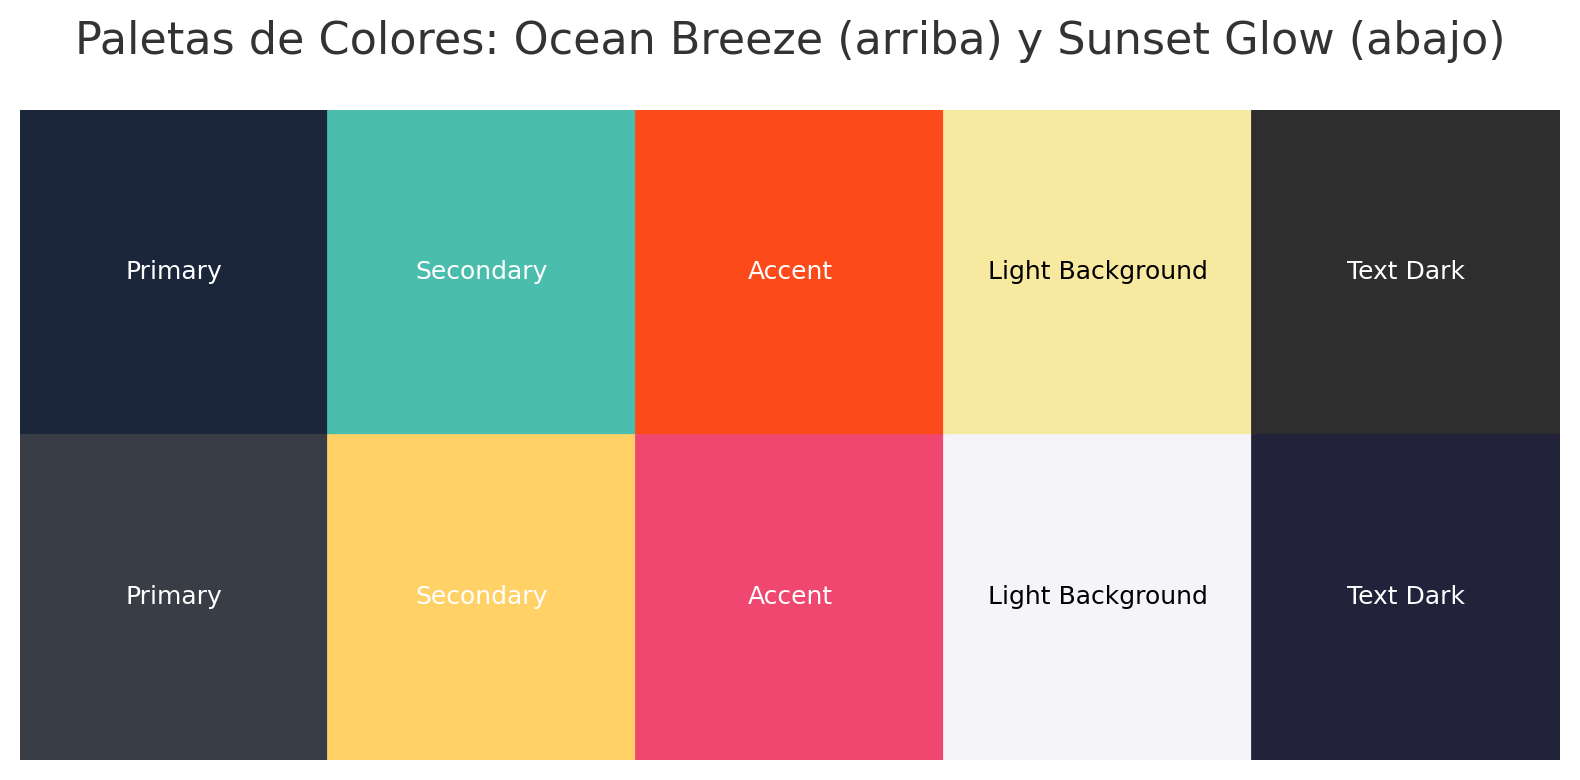 Paletas de Colores: Ocean Breeze (arriba) y Sunset Glow (abajo)
Primary
Secondary
Accent
Light Background
Text Dark
Primary
Secondary
Accent
Light Background
Text Dark